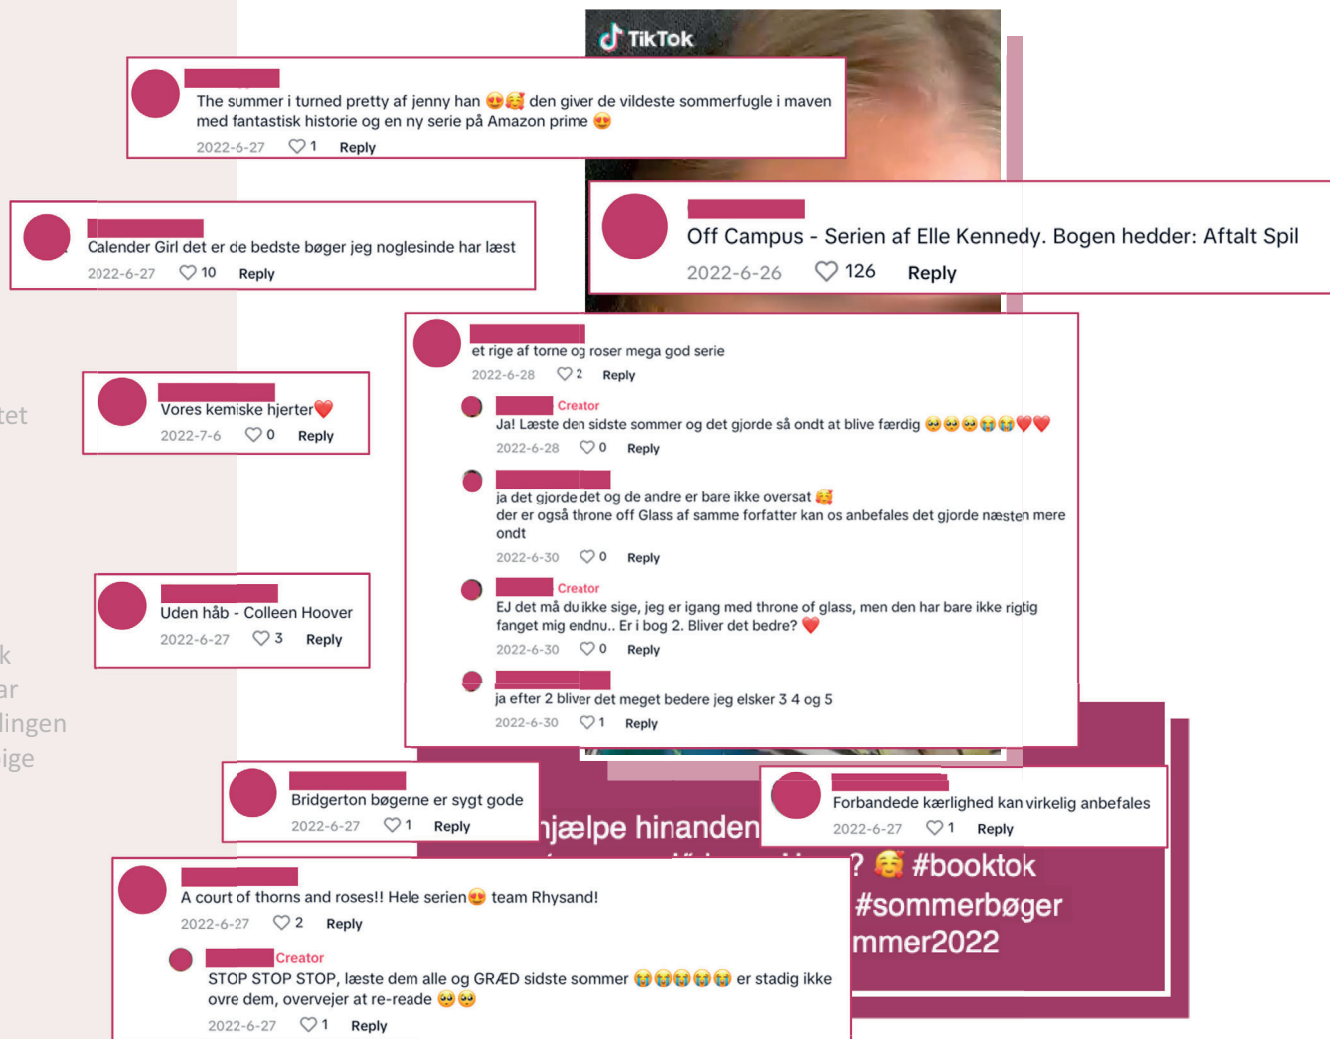 TikTok
The summer i turned pretty af jenny han 😍🥰 den giver de vildeste sommerfugle i maven
med fantastisk historie og en ny serie på Amazon prime 😍
2022-6-27 1 Reply
Calender Girl det er de bedste bøger jeg noglesinde har læst
2022-6-27 10 Reply
Off Campus - Serien af Elle Kennedy. Bogen hedder: Aftalt Spil
2022-6-26 126 Reply
et rige af torne og roser mega god serie
2022-6-28 2 Reply
Creator
Ja! Læste den sidste sommer og det gjorde så ondt at blive færdig 🥺🥺🥺😭😭❤️❤️
2022-6-28 0 Reply
ja det gjorde det og de andre er bare ikke oversat 🥰
der er også throne off Glass af samme forfatter kan os anbefales det gjorde næsten mere
ondt
2022-6-30 0 Reply
Creator
EJ det må du ikke sige, jeg er igang med throne of glass, men den har bare ikke rigtig
fanget mig endnu.. Er i bog 2. Bliver det bedre? ❤️
2022-6-30 0 Reply
ja efter 2 bliver det meget bedere jeg elsker 3 4 og 5
2022-6-30 1 Reply
Vores kemiske hjerter❤️
2022-7-6 0 Reply
tet
Uden håb - Colleen Hoover
2022-6-27 3 Reply
k
ar
lingen
ige
Bridgerton bøgerne er sygt gode
2022-6-27 1 Reply
Forbandede kærlighed kan virkelig anbefales
2022-6-27 1 Reply
hjælpe hinanden
? 🥰 #booktok
#sommerbøger
mmer2022
A court of thorns and roses!! Hele serien😍 team Rhysand!
2022-6-27 2 Reply
Creator
STOP STOP STOP, læste dem alle og GRÆD sidste sommer 😭😭😭😭😭 er stadig ikke
ovre dem, overvejer at re-reade 🥺🥺
2022-6-27 1 Reply